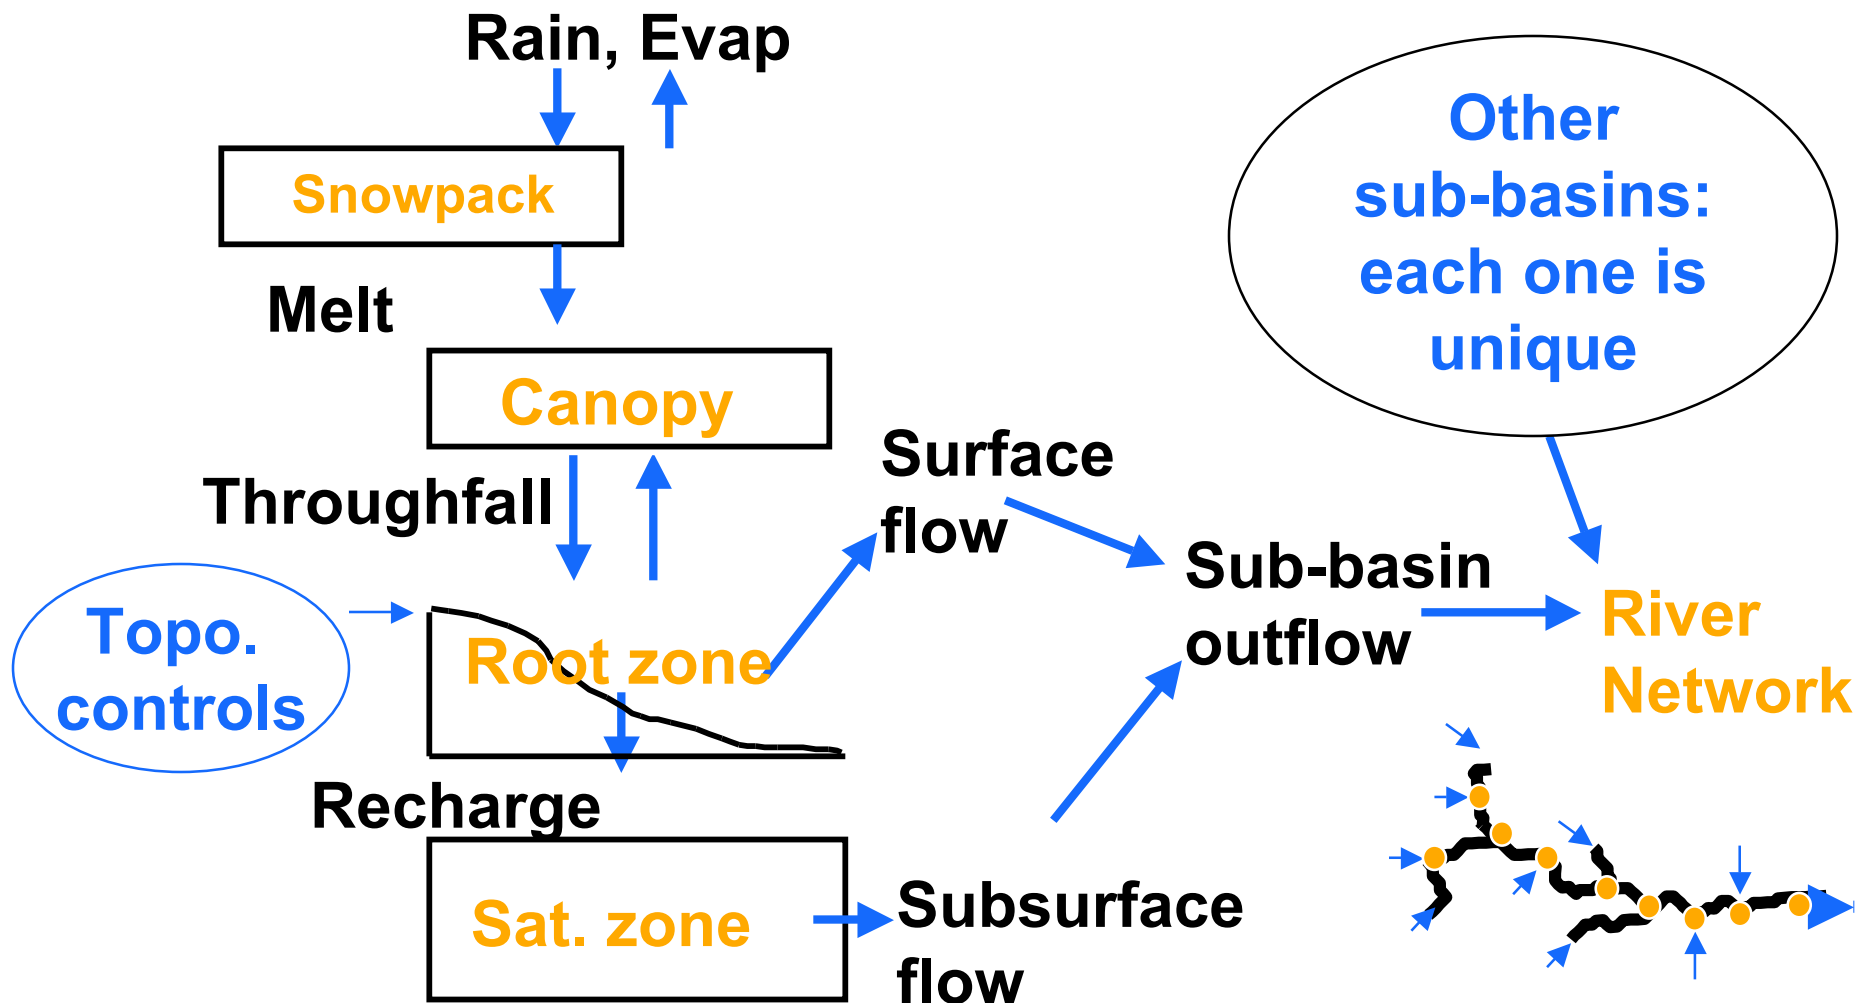 Rain, Evap
Snowpack
Melt
Canopy
Throughfall
Topo.
controls
Root zone
Recharge
Sat. zone
Surface
flow
Subsurface
flow
Sub-basin
outflow
Other
sub-basins:
each one is
unique
River
Network